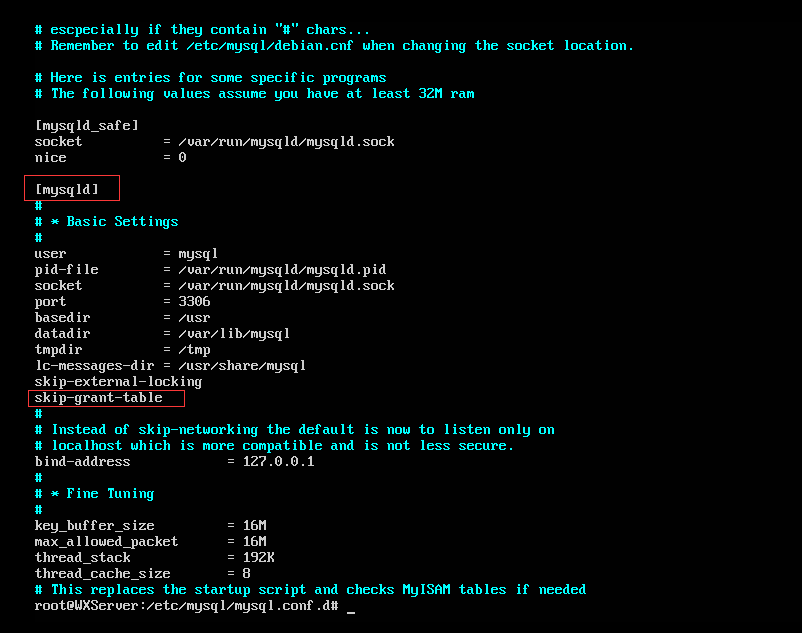 # escpecially if they contain "#" chars...
# Remember to edit /etc/mysql/debian.cnf when changing the socket location.
# Here is entries for some specific programs
# The following values assume you have at least 32M ram
[mysqld_safe]
socket = /var/run/mysqld/mysqld.sock
nice = 0
[mysqld]
#
# * Basic Settings
#
user = mysql
pid-file = /var/run/mysqld/mysqld.pid
socket = /var/run/mysqld/mysqld.sock
port = 3306
basedir = /usr
datadir = /var/lib/mysql
tmpdir = /tmp
lc-messages-dir = /usr/share/mysql
skip-external-locking
skip-grant-table
#
# Instead of skip-networking the default is now to listen only on
# localhost which is more compatible and is not less secure.
bind-address = 127.0.0.1
#
# * Fine Tuning
#
key_buffer_size = 16M
max_allowed_packet = 16M
thread_stack = 192K
thread_cache_size = 8
# This replaces the startup script and checks MyISAM tables if needed
root@WXServer:/etc/mysql/mysql.conf.d# _